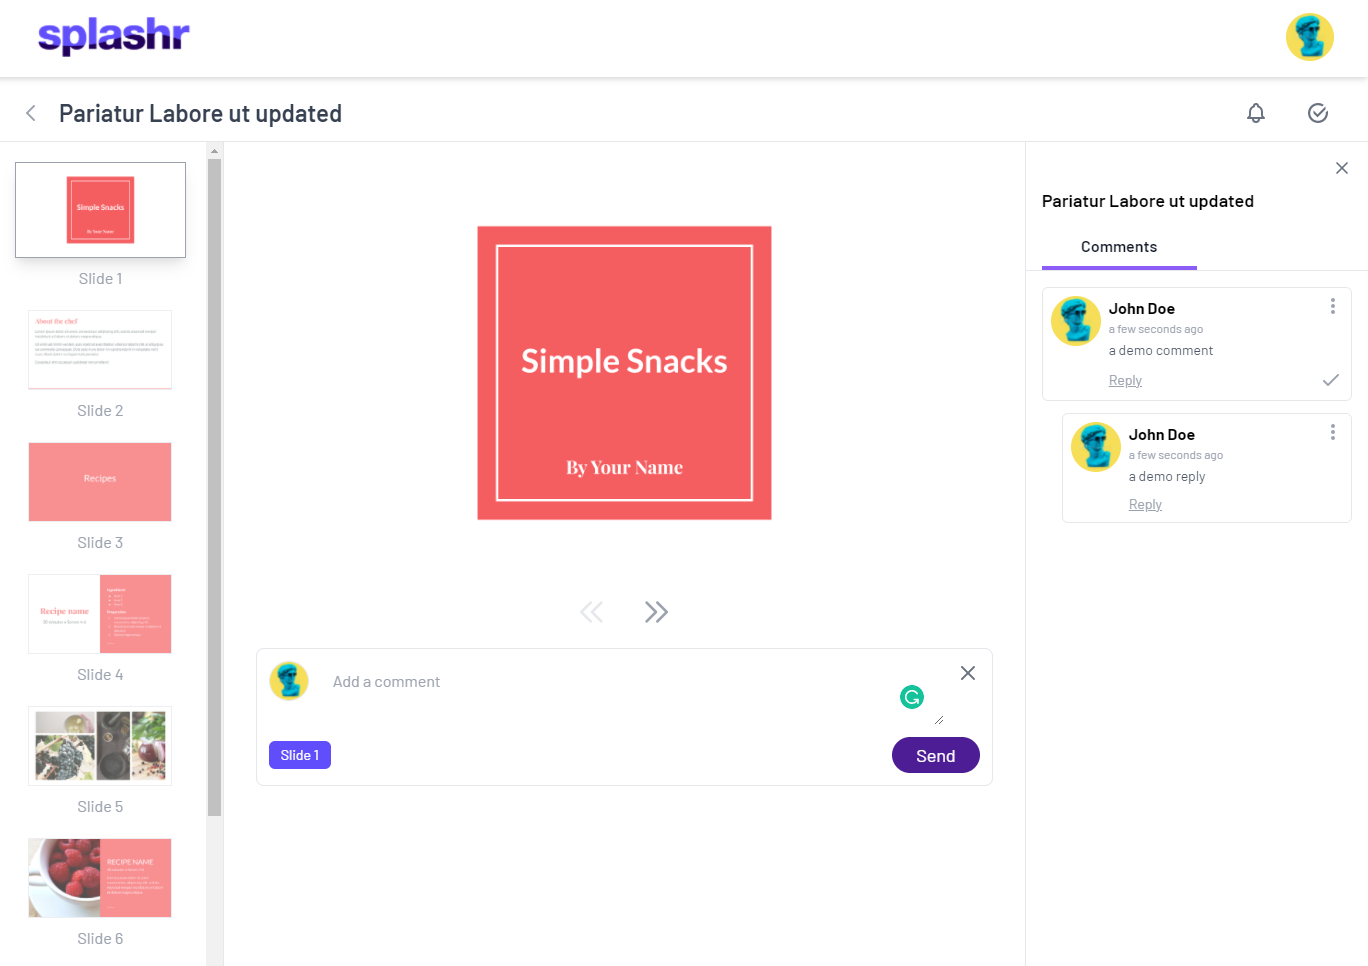 splashr
Pariatur Labore ut updated
Simple Snacks
By Your Name
Slide 1
About the chef
Slide 2
Recipes
Slide 3
Recipe name
Ingredients
Preparation
Slide 4
Slide 5
RECIPE NAME
Slide 6
Simple Snacks
By Your Name
Add a comment
Slide 1
Send
Pariatur Labore ut updated
Comments
John Doe
a few seconds ago
a demo comment
Reply
John Doe
a few seconds ago
a demo reply
Reply